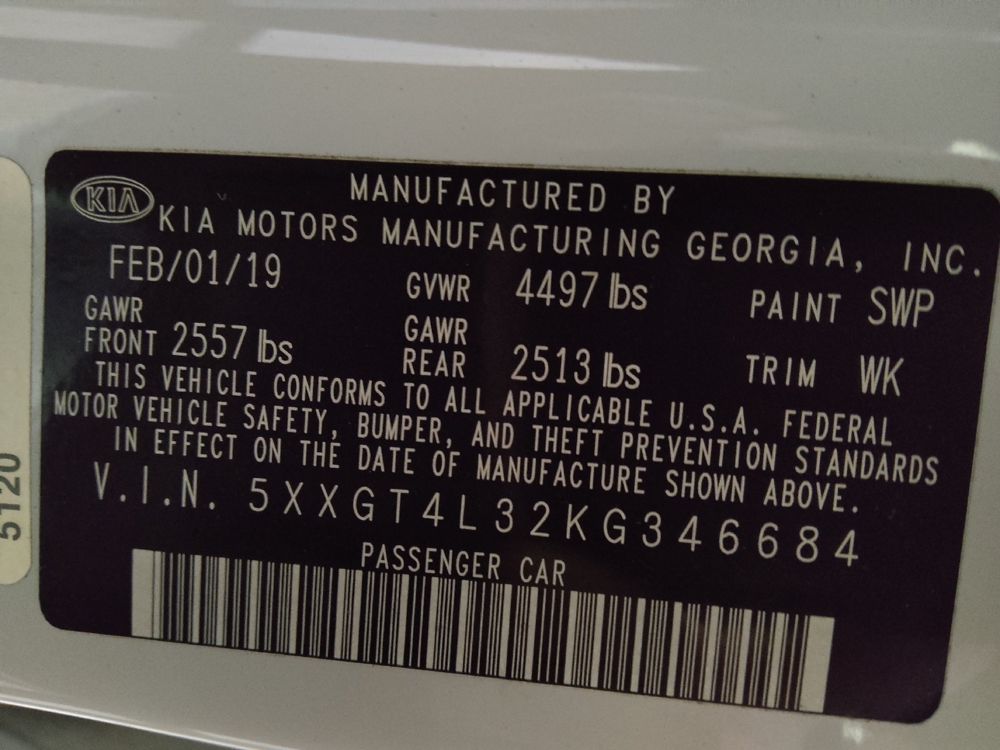 KIA
MANUFACTURED BY
KIA MOTORS MANUFACTURING GEORGIA, INC.
FEB/01/19 GVWR 4497 lbs PAINT SWP
GAWR FRONT 2557 lbs GAWR REAR 2513 lbs TRIM WK
THIS VEHICLE CONFORMS TO ALL APPLICABLE U.S.A. FEDERAL
MOTOR VEHICLE SAFETY, BUMPER, AND THEFT PREVENTION STANDARDS
IN EFFECT ON THE DATE OF MANUFACTURE SHOWN ABOVE.
V.I.N. 5XXGT4L32KG346684
PASSENGER CAR
5120